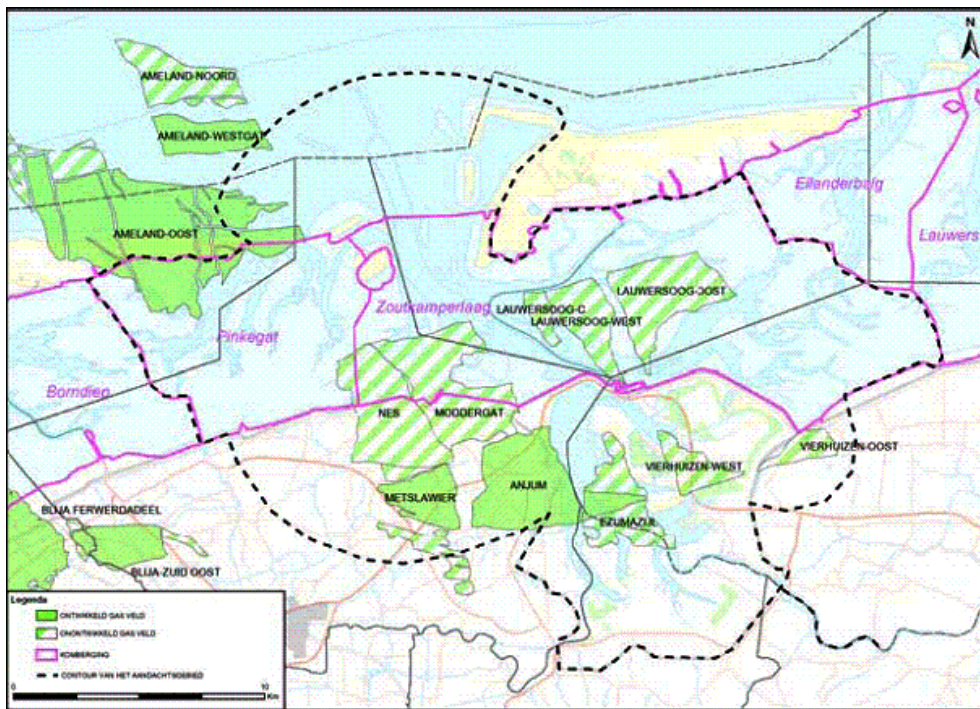 N
AMELAND-NOORD
AMELAND-WESTGAT
AMELAND-OOST
Eilanderbalg
Lauwers
LAUWERSOOG-OOST
LAUWERSOOG-C
LAUWERSOOG-WEST
Zoutkamperlaag
Pinkegat
Borndiep
NES
MODDERGAT
VIERHUIZEN-OOST
VIERHUIZEN-WEST
ANJUM
METSLAWIER
EZUMAZIJL
BLIJA FERWERDADEEL
BLIJA-ZUID OOST
Legenda
ONTWIKKELD GAS VELD
ONONTWIKKELD GAS VELD
KOMBERGING
CONTOUR VAN HET AANDACHTSGEBIED
0 10
Km